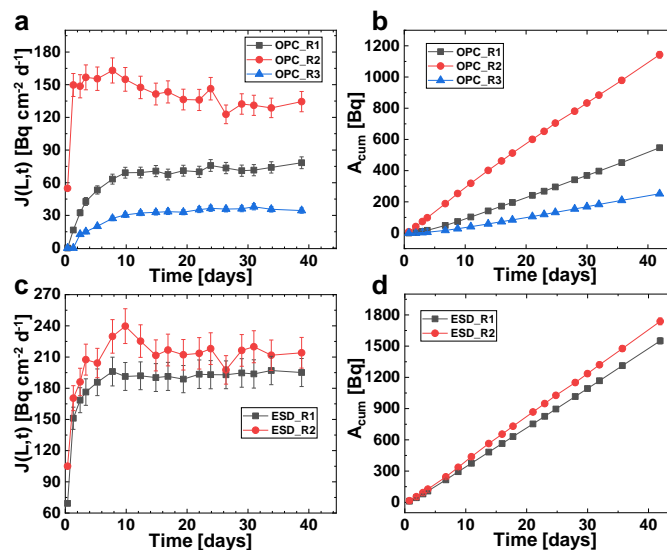 a
J(L,t) [Bq cm⁻² d⁻¹]
180
150
120
90
60
30
0
OPC_R1
OPC_R2
OPC_R3
0 10 20 30 40
Time [days]
b
A_cum [Bq]
1200
1000
800
600
400
200
0
OPC_R1
OPC_R2
OPC_R3
0 10 20 30 40
Time [days]
c
J(L,t) [Bq cm⁻² d⁻¹]
270
240
210
180
150
120
90
60
ESD_R1
ESD_R2
0 10 20 30 40
Time [days]
d
A_cum [Bq]
1800
1500
1200
900
600
300
0
ESD_R1
ESD_R2
0 10 20 30 40
Time [days]